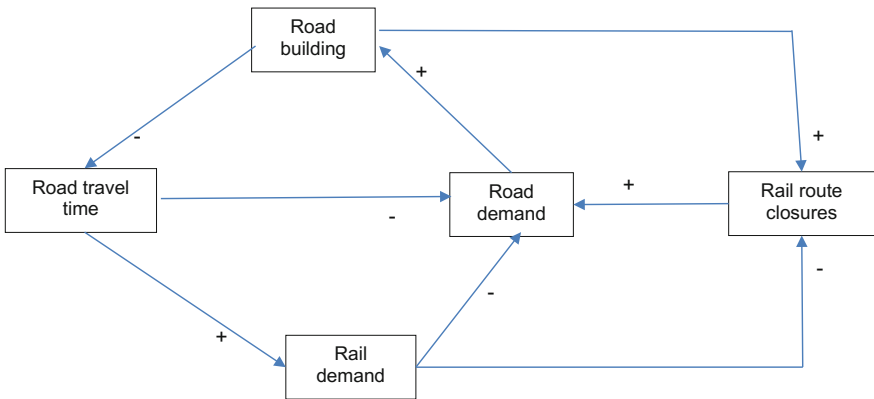 Road
building
+
+
-
+
Road travel
time
-
Road
demand
+
Rail route
closures
-
-
+
Rail
demand